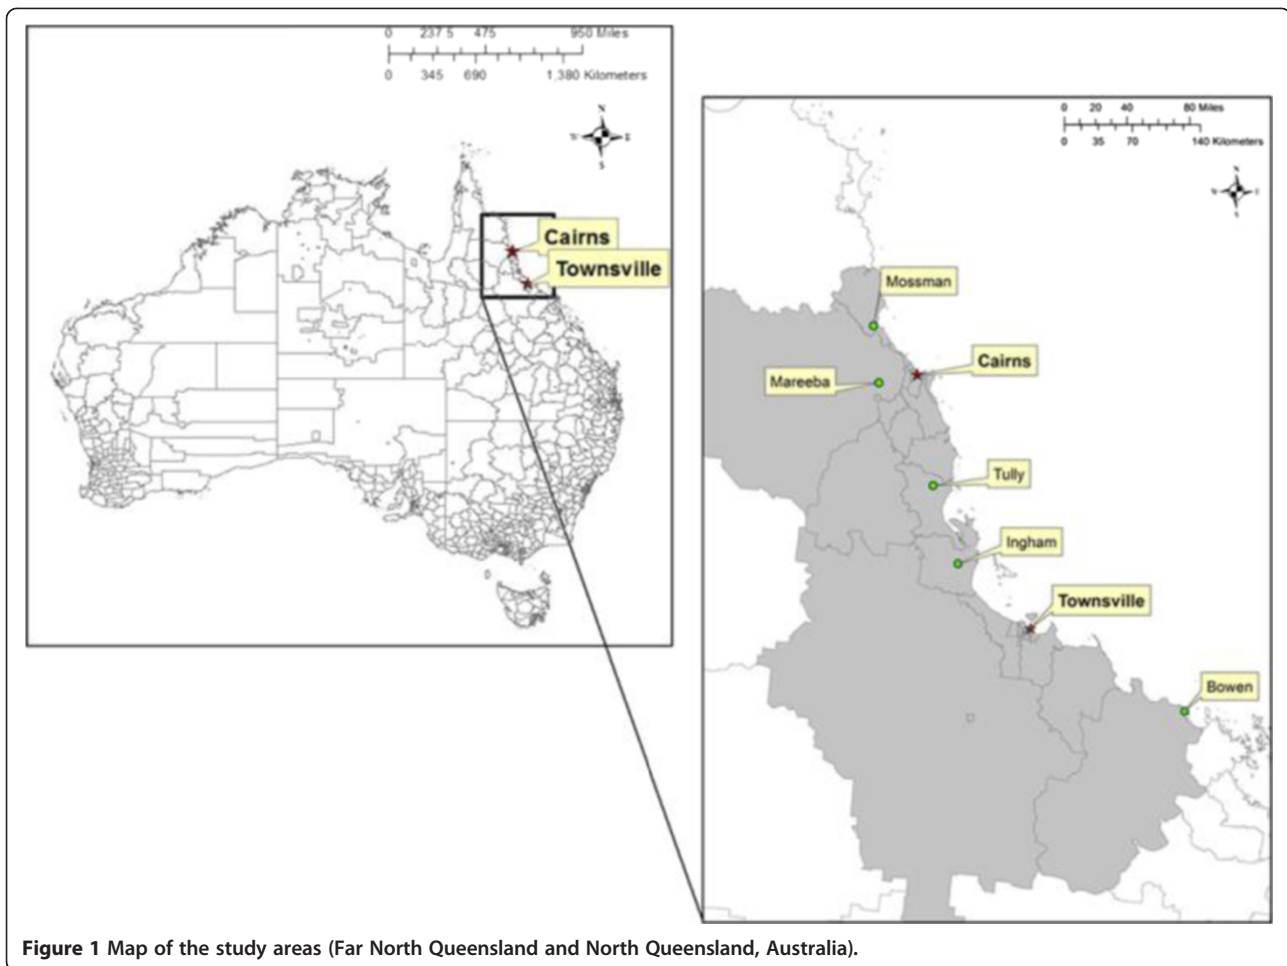 0 237.5 475 950 Miles
0 345 690 1,380 Kilometers
N
W E
S
Cairns
Townsville
0 20 40 80 Miles
0 35 70 140 Kilometers
N
Mossman
Cairns
Mareeba
Tully
Ingham
Townsville
Bowen
Figure 1 Map of the study areas (Far North Queensland and North Queensland, Australia).